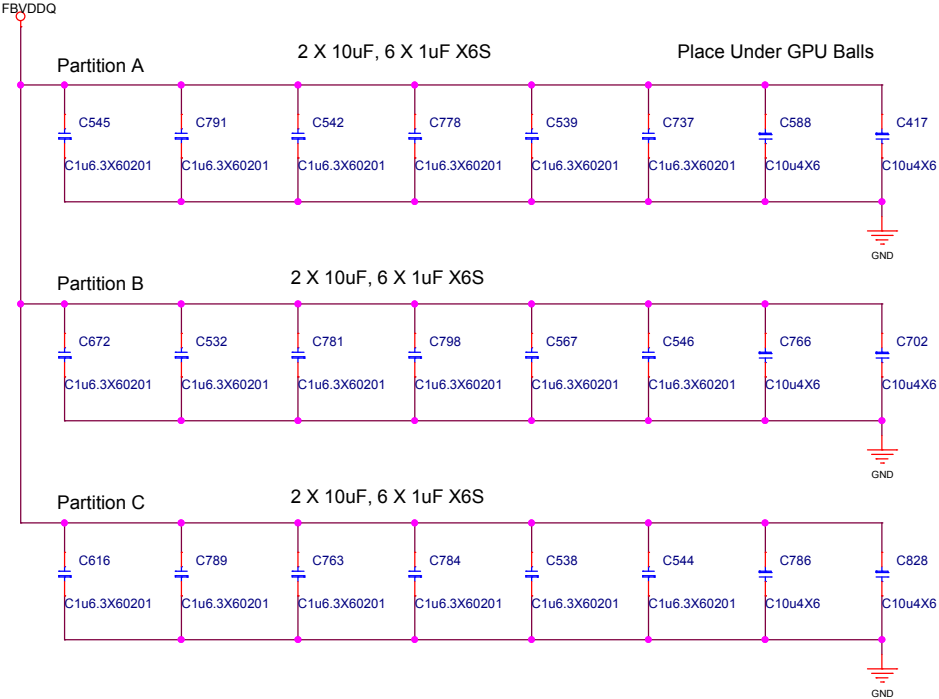 FBVDDQ
Partition A
2 X 10uF, 6 X 1uF X6S
Place Under GPU Balls
C545 C791 C542 C778 C539 C737 C588 C417
C1u6.3X60201 C1u6.3X60201 C1u6.3X60201 C1u6.3X60201 C1u6.3X60201 C1u6.3X60201 C10u4X6 C10u4X6
GND
Partition B
2 X 10uF, 6 X 1uF X6S
C672 C532 C781 C798 C567 C546 C766 C702
C1u6.3X60201 C1u6.3X60201 C1u6.3X60201 C1u6.3X60201 C1u6.3X60201 C1u6.3X60201 C10u4X6 C10u4X6
GND
Partition C
2 X 10uF, 6 X 1uF X6S
C616 C789 C763 C784 C538 C544 C786 C828
C1u6.3X60201 C1u6.3X60201 C1u6.3X60201 C1u6.3X60201 C1u6.3X60201 C1u6.3X60201 C10u4X6 C10u4X6
GND